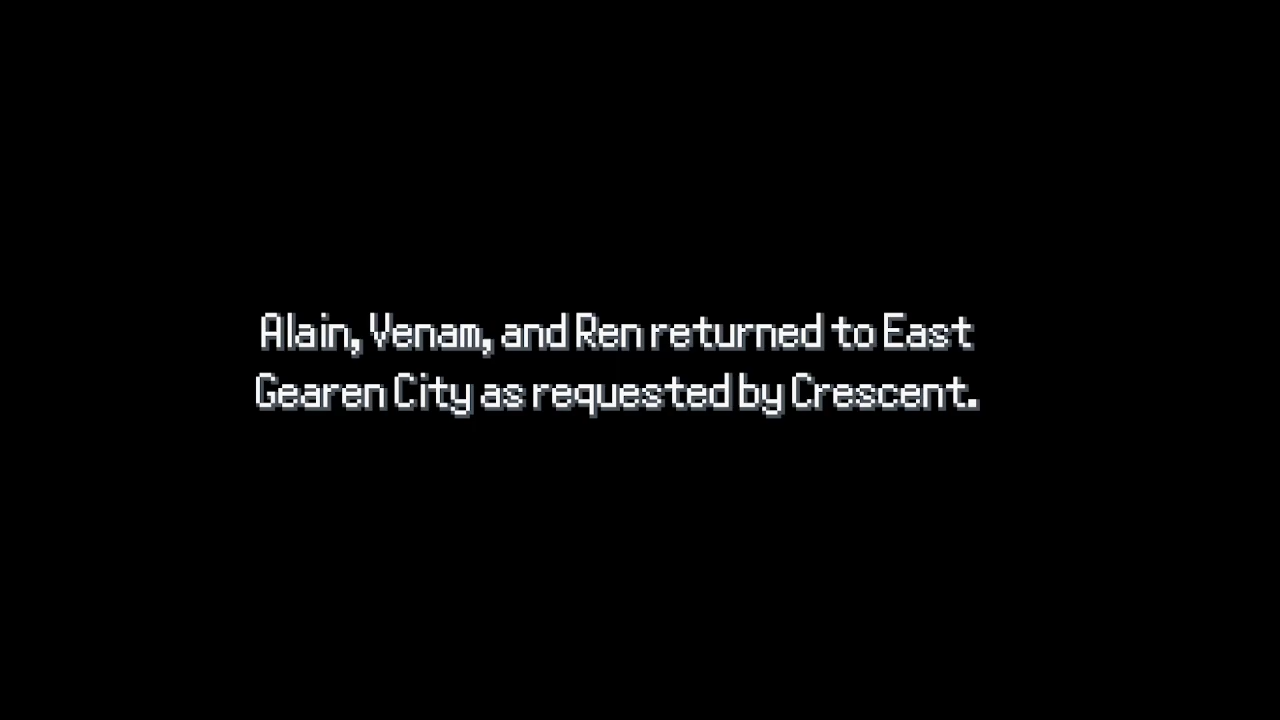 Alain, Venam, and Ren returned to East
Gearen City as requested by Crescent.